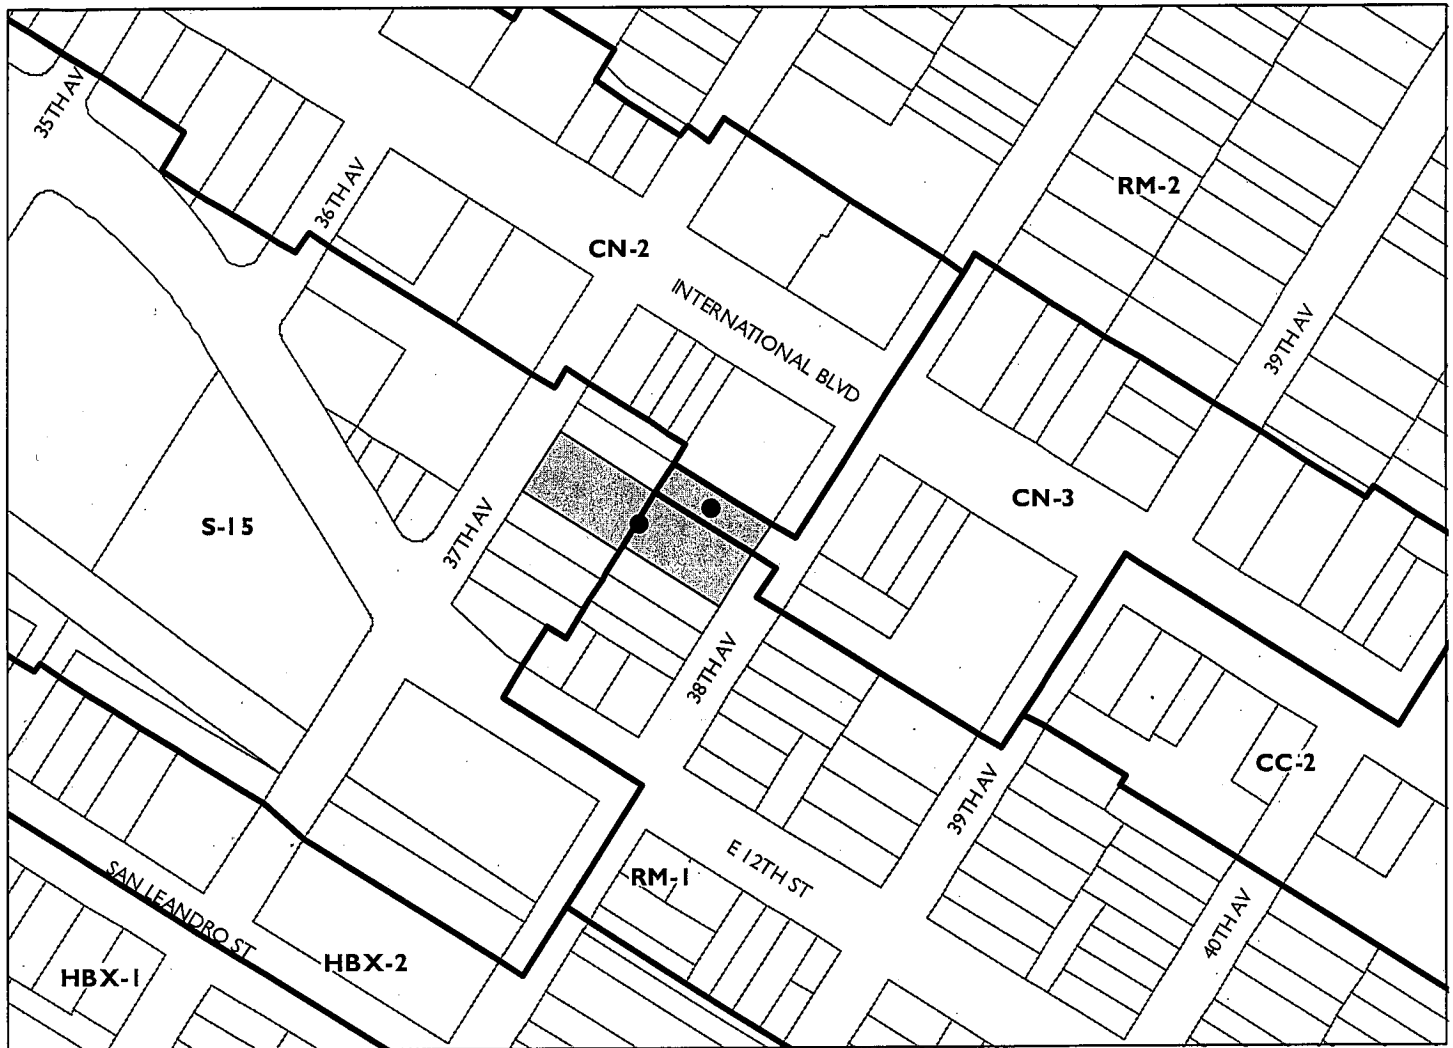 35TH AV
36TH AV
RM-2
CN-2
INTERNATIONAL BLVD
39TH AV
S-15
37TH AV
CN-3
38TH AV
CC-2
39TH AV
E 12TH ST
RM-1
SAN LEANDRO ST
40TH AV
HBX-2
HBX-1